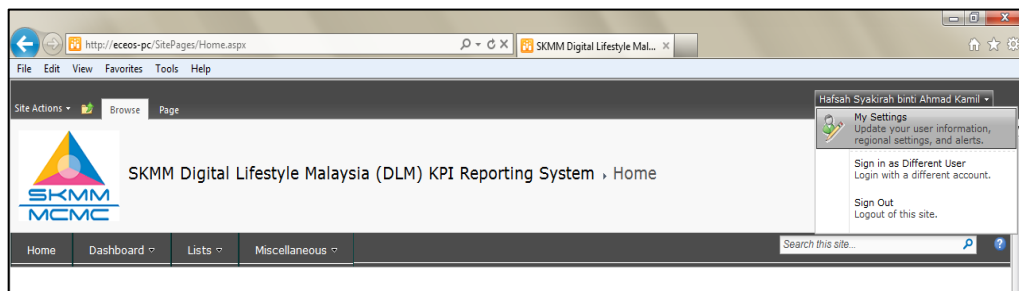 http://eceos-pc/SitePages/Home.aspx
SKMM Digital Lifestyle Mal...
File Edit View Favorites Tools Help
Site Actions
Browse
Page
Hafsah Syakirah binti Ahmad Kamil
My Settings
Update your user information,
regional settings, and alerts.
Sign in as Different User
Login with a different account.
Sign Out
Logout of this site.
SKMM
MCMC
SKMM Digital Lifestyle Malaysia (DLM) KPI Reporting System › Home
Home Dashboard Lists Miscellaneous
Search this site...